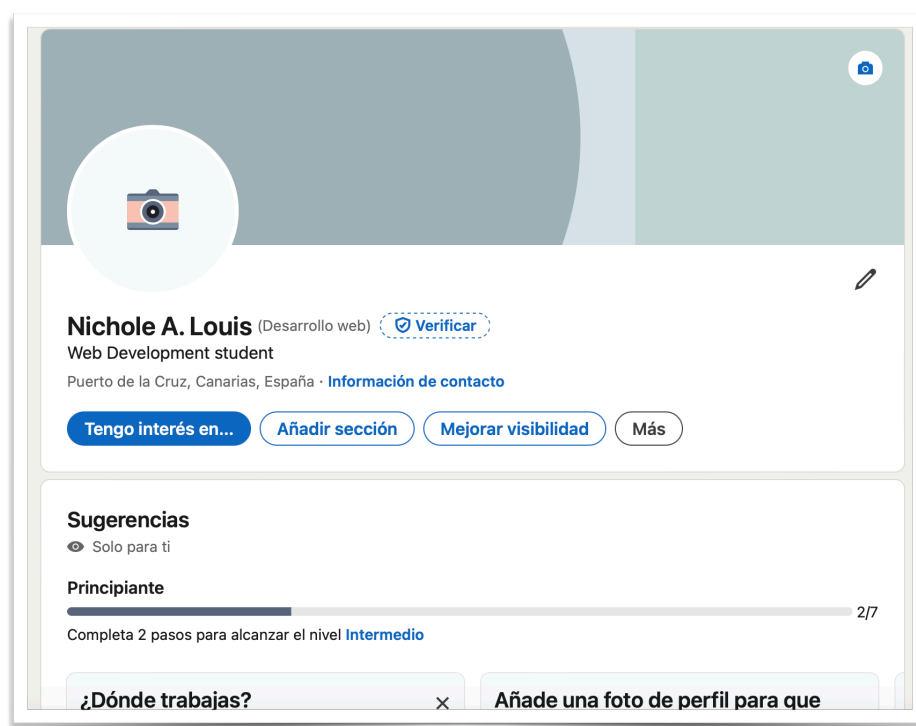 Nichole A. Louis (Desarrollo web) Verificar
Web Development student
Puerto de la Cruz, Canarias, España · Información de contacto
Tengo interés en... Añadir sección Mejorar visibilidad Más
Sugerencias
Solo para ti
Principiante
2/7
Completa 2 pasos para alcanzar el nivel Intermedio
¿Dónde trabajas? Añade una foto de perfil para que